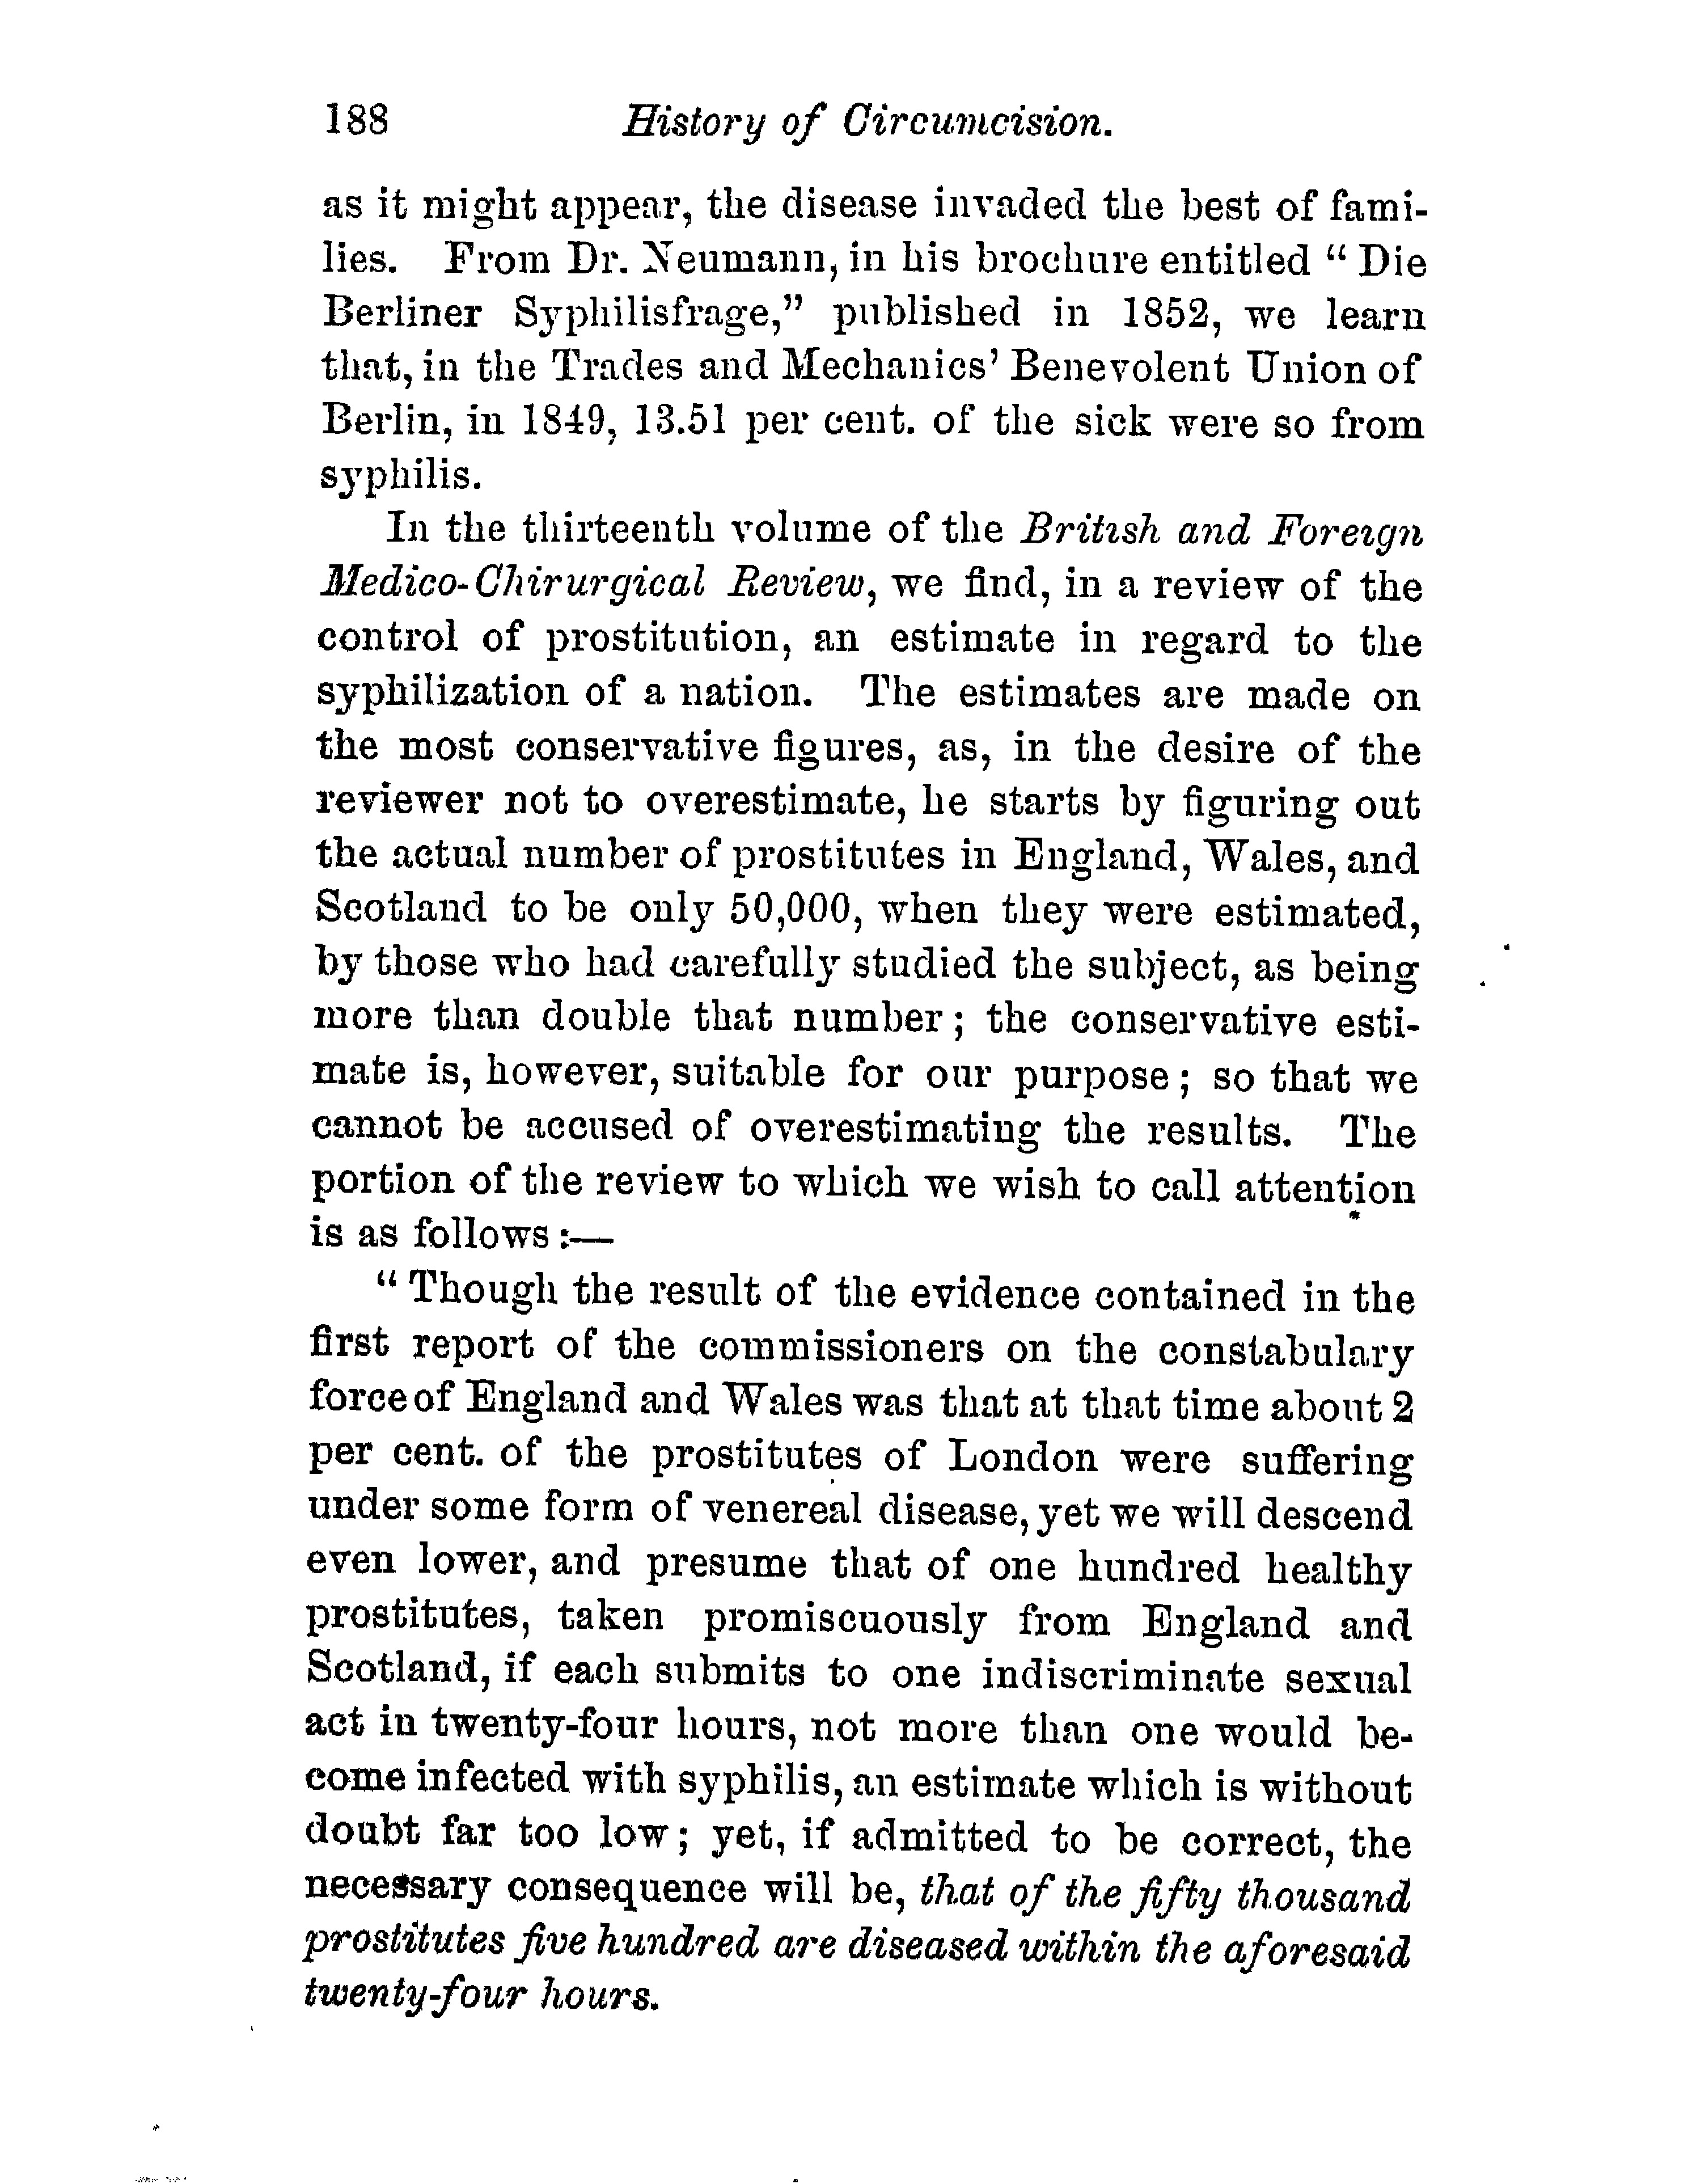 188 History of Circumcision.
as it might appear, the disease invaded the best of fami-
lies. From Dr. Neumann, in his brochure entitled “ Die
Berliner Syphilisfrage,” published in 1852, we learn
that, in the Trades and Mechanics’ Benevolent Union of
Berlin, in 1849, 13.51 per cent. of the sick were so from
syphilis.
In the thirteenth volume of the British and Foreign
Medico-Chirurgical Review, we find, in a review of the
control of prostitution, an estimate in regard to the
syphilization of a nation. The estimates are made on
the most conservative figures, as, in the desire of the
reviewer not to overestimate, he starts by figuring out
the actual number of prostitutes in England, Wales, and
Scotland to be only 50,000, when they were estimated,
by those who had carefully studied the subject, as being
more than double that number; the conservative esti-
mate is, however, suitable for our purpose; so that we
cannot be accused of overestimating the results. The
portion of the review to which we wish to call attention
is as follows :—
“ Though the result of the evidence contained in the
first report of the commissioners on the constabulary
force of England and Wales was that at that time about 2
per cent. of the prostitutes of London were suffering
under some form of venereal disease, yet we will descend
even lower, and presume that of one hundred healthy
prostitutes, taken promiscuously from England and
Scotland, if each submits to one indiscriminate sexual
act in twenty-four hours, not more than one would be-
come infected with syphilis, an estimate which is without
doubt far too low; yet, if admitted to be correct, the
necessary consequence will be, that of the fifty thousand
prostitutes five hundred are diseased within the aforesaid
twenty-four hours.